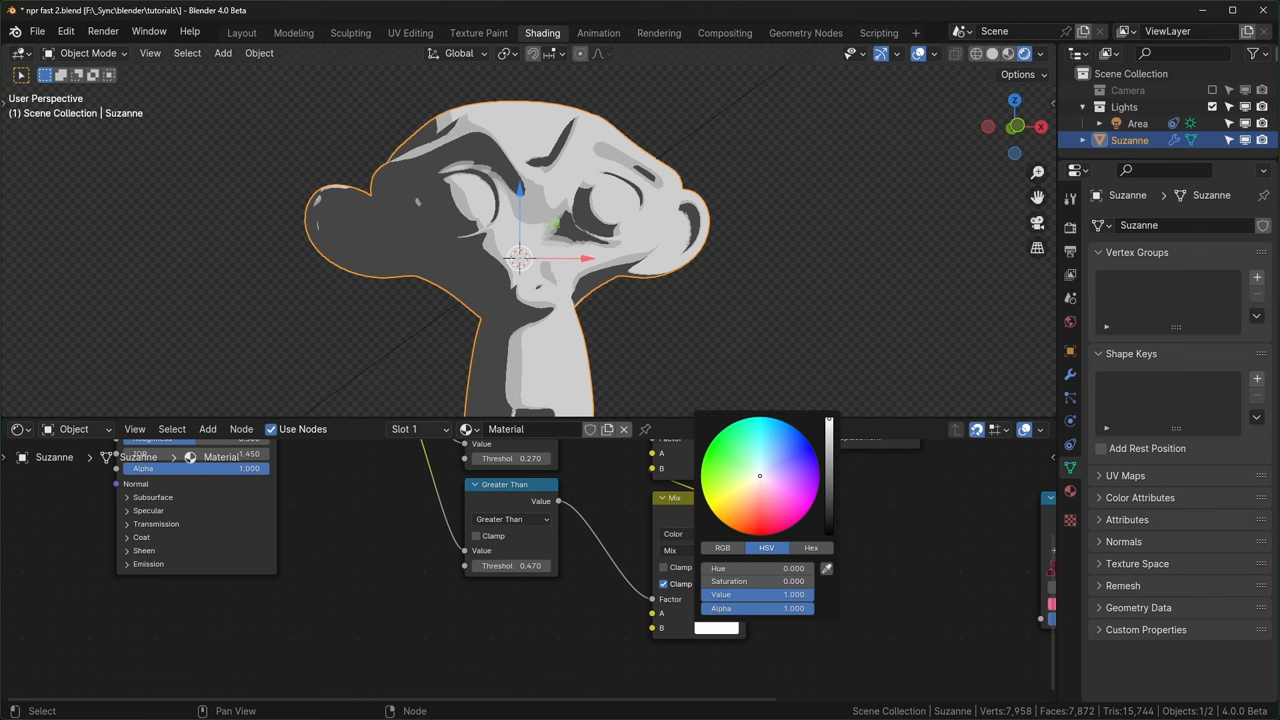 * npr fast 2.blend [F:\_Sync\blender\tutorials\] - Blender 4.0 Beta
File Edit Render Window Help Layout Modeling Sculpting UV Editing Texture Paint Shading Animation Rendering Compositing Geometry Nodes Scripting + Scene ViewLayer
Object Mode View Select Add Object Global
Options
User Perspective
(1) Scene Collection | Suzanne
Z
X
Scene Collection
Camera
Lights
Area
Suzanne
Suzanne > Suzanne
Suzanne
Vertex Groups
Shape Keys
Add Rest Position
UV Maps
Color Attributes
Attributes
Normals
Texture Space
Remesh
Geometry Data
Custom Properties
Object View Select Add Node Use Nodes Slot 1 Material
Suzanne > Suzanne > Material
IOR 1.450
Alpha 1.000
Normal
Subsurface
Specular
Transmission
Coat
Sheen
Emission
Value
Threshol 0.270
Greater Than
Value
Greater Than
Clamp
Value
Threshol 0.470
Factor
A
B
Mix
Color
Mix
Clamp
Clamp
Factor
A
B
RGB HSV Hex
Hue 0.000
Saturation 0.000
Value 1.000
Alpha 1.000
Select Pan View Node Scene Collection | Suzanne | Verts:7,958 | Faces:7,872 | Tris:15,744 | Objects:1/2 | 4.0.0 Beta